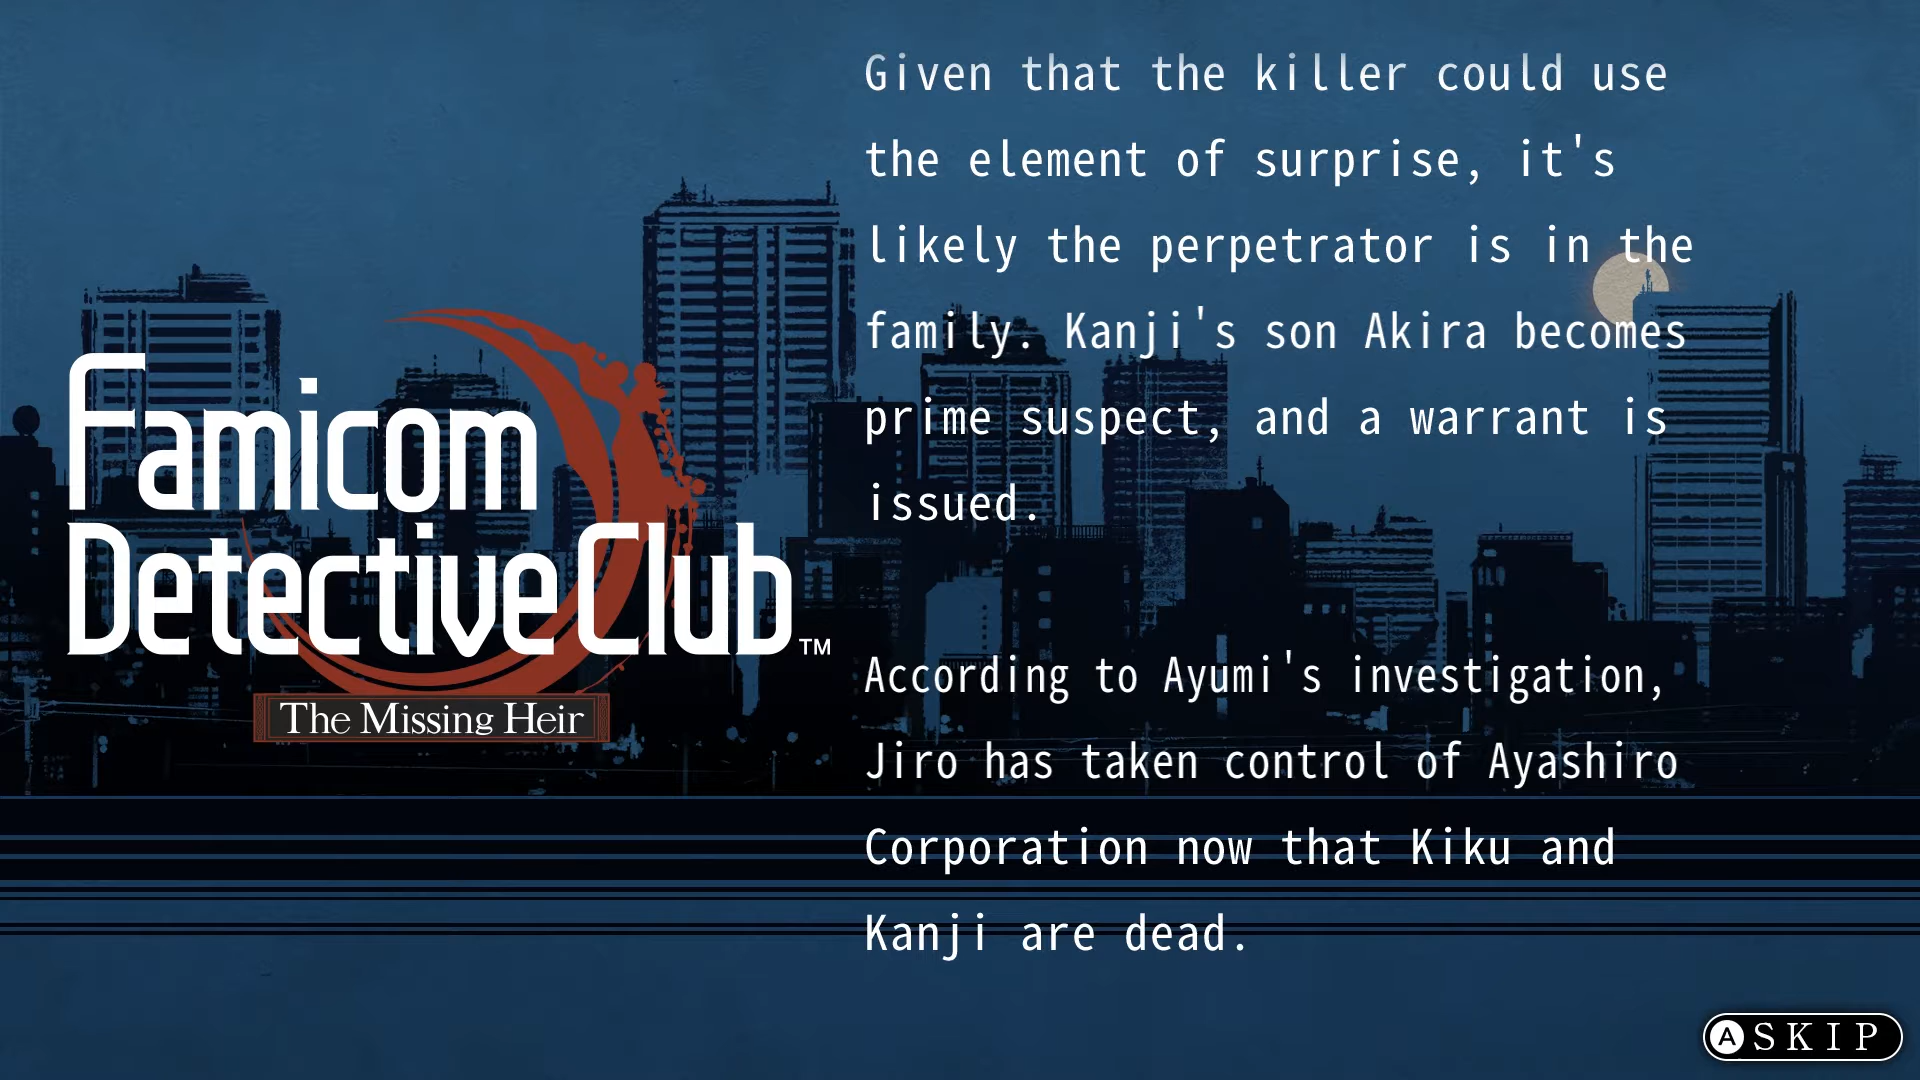 Famicom
Detective Club™
The Missing Heir
Given that the killer could use
the element of surprise, it's
likely the perpetrator is in the
family. Kanji's son Akira becomes
prime suspect, and a warrant is
issued.
According to Ayumi's investigation,
Jiro has taken control of Ayashiro
Corporation now that Kiku and
Kanji are dead.
A SKIP